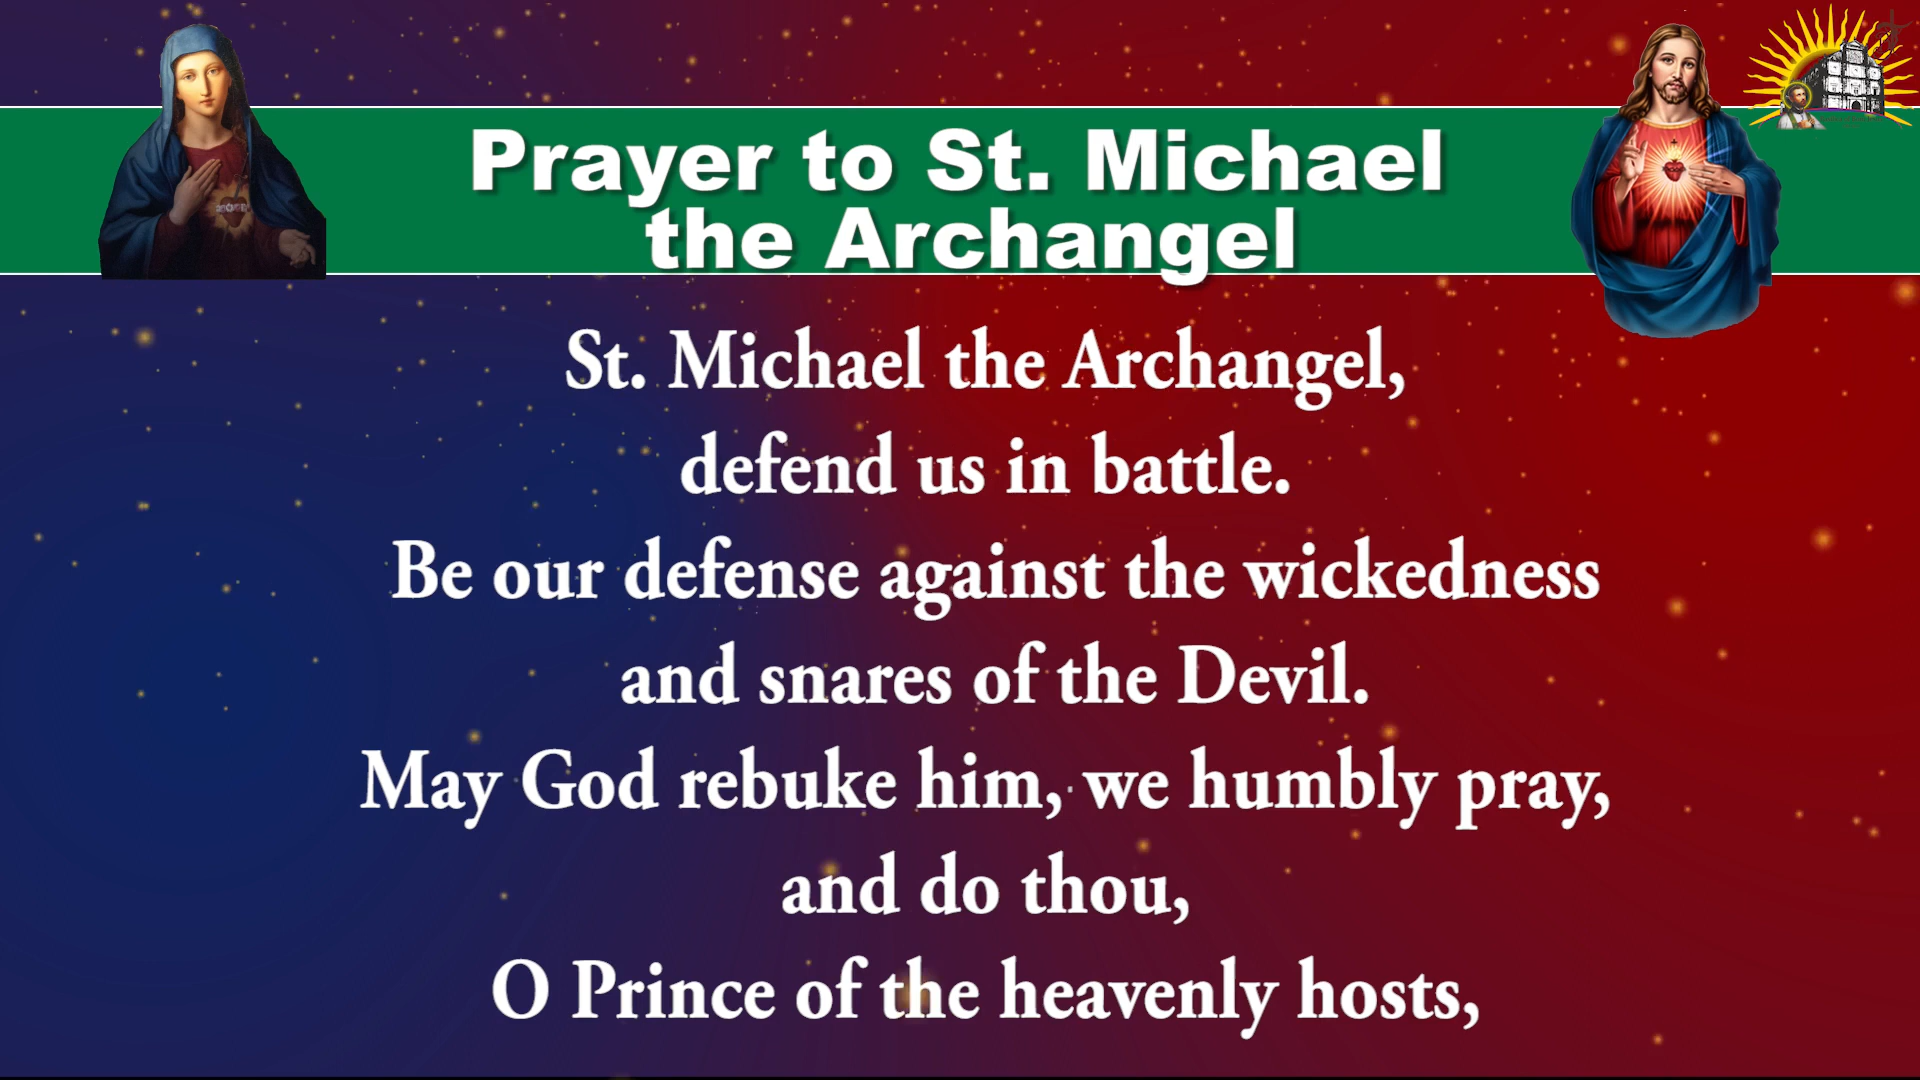 Prayer to St. Michael
the Archangel
St. Michael the Archangel,
defend us in battle.
Be our defense against the wickedness
and snares of the Devil.
May God rebuke him, we humbly pray,
and do thou,
O Prince of the heavenly hosts,